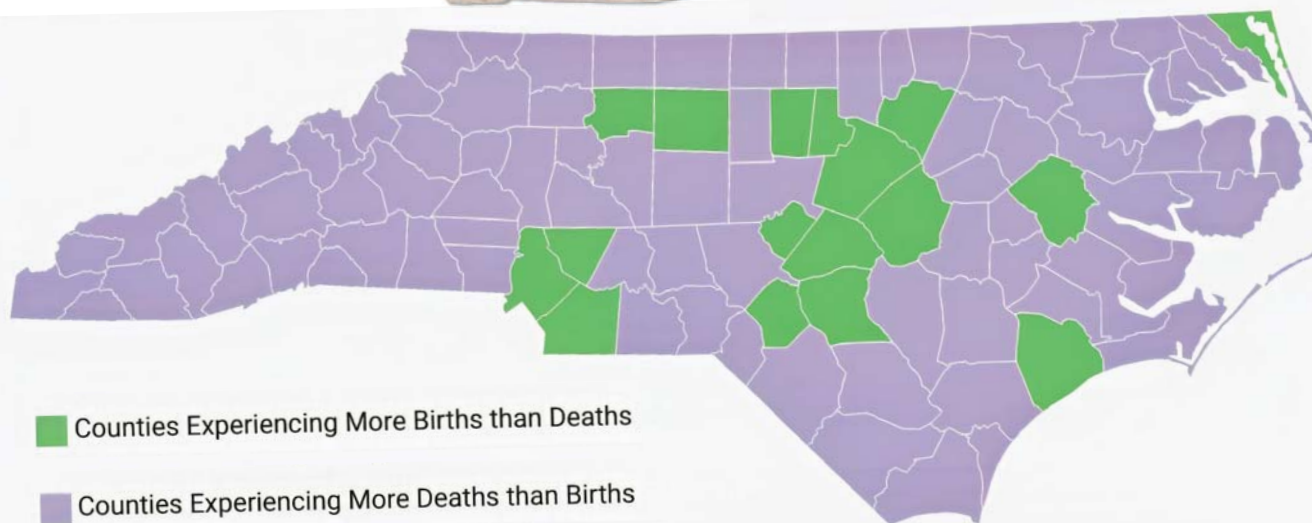 Counties Experiencing More Births than Deaths
Counties Experiencing More Deaths than Births